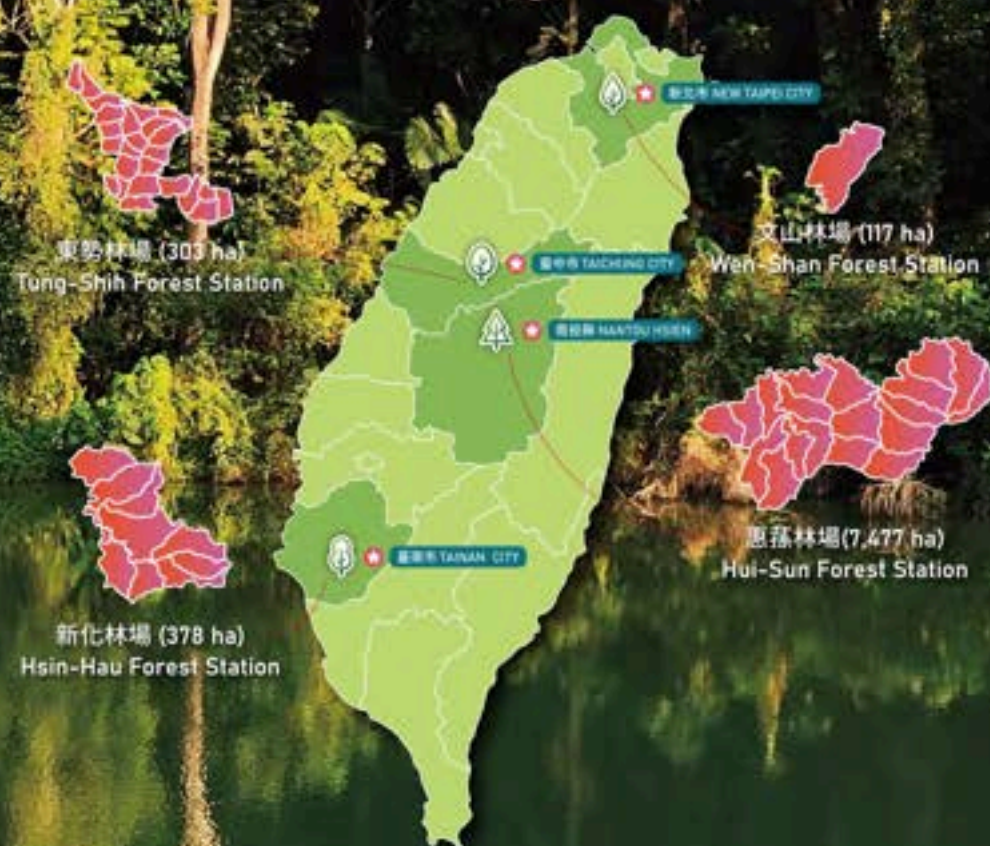 新北市 NEW TAIPEI CITY
東勢林場 (303 ha)
Tung-Shih Forest Station
文山林場 (117 ha)
Wen-Shan Forest Station
臺中市 TAICHUNG CITY
南投縣 NANTOU HSIEN
惠蓀林場(7,477 ha)
Hui-Sun Forest Station
臺南市 TAINAN CITY
新化林場 (378 ha)
Hsin-Hau Forest Station